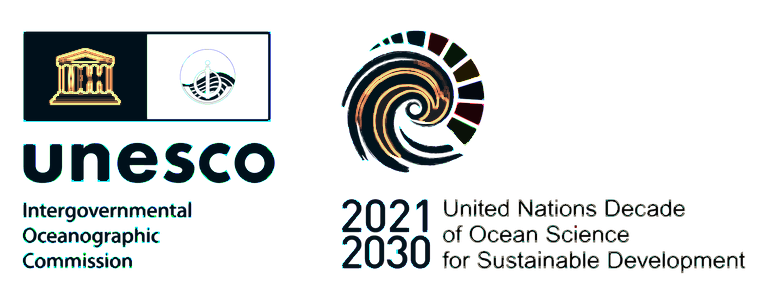 unesco
Intergovernmental
Oceanographic
Commission
2021
2030
United Nations Decade
of Ocean Science
for Sustainable Development